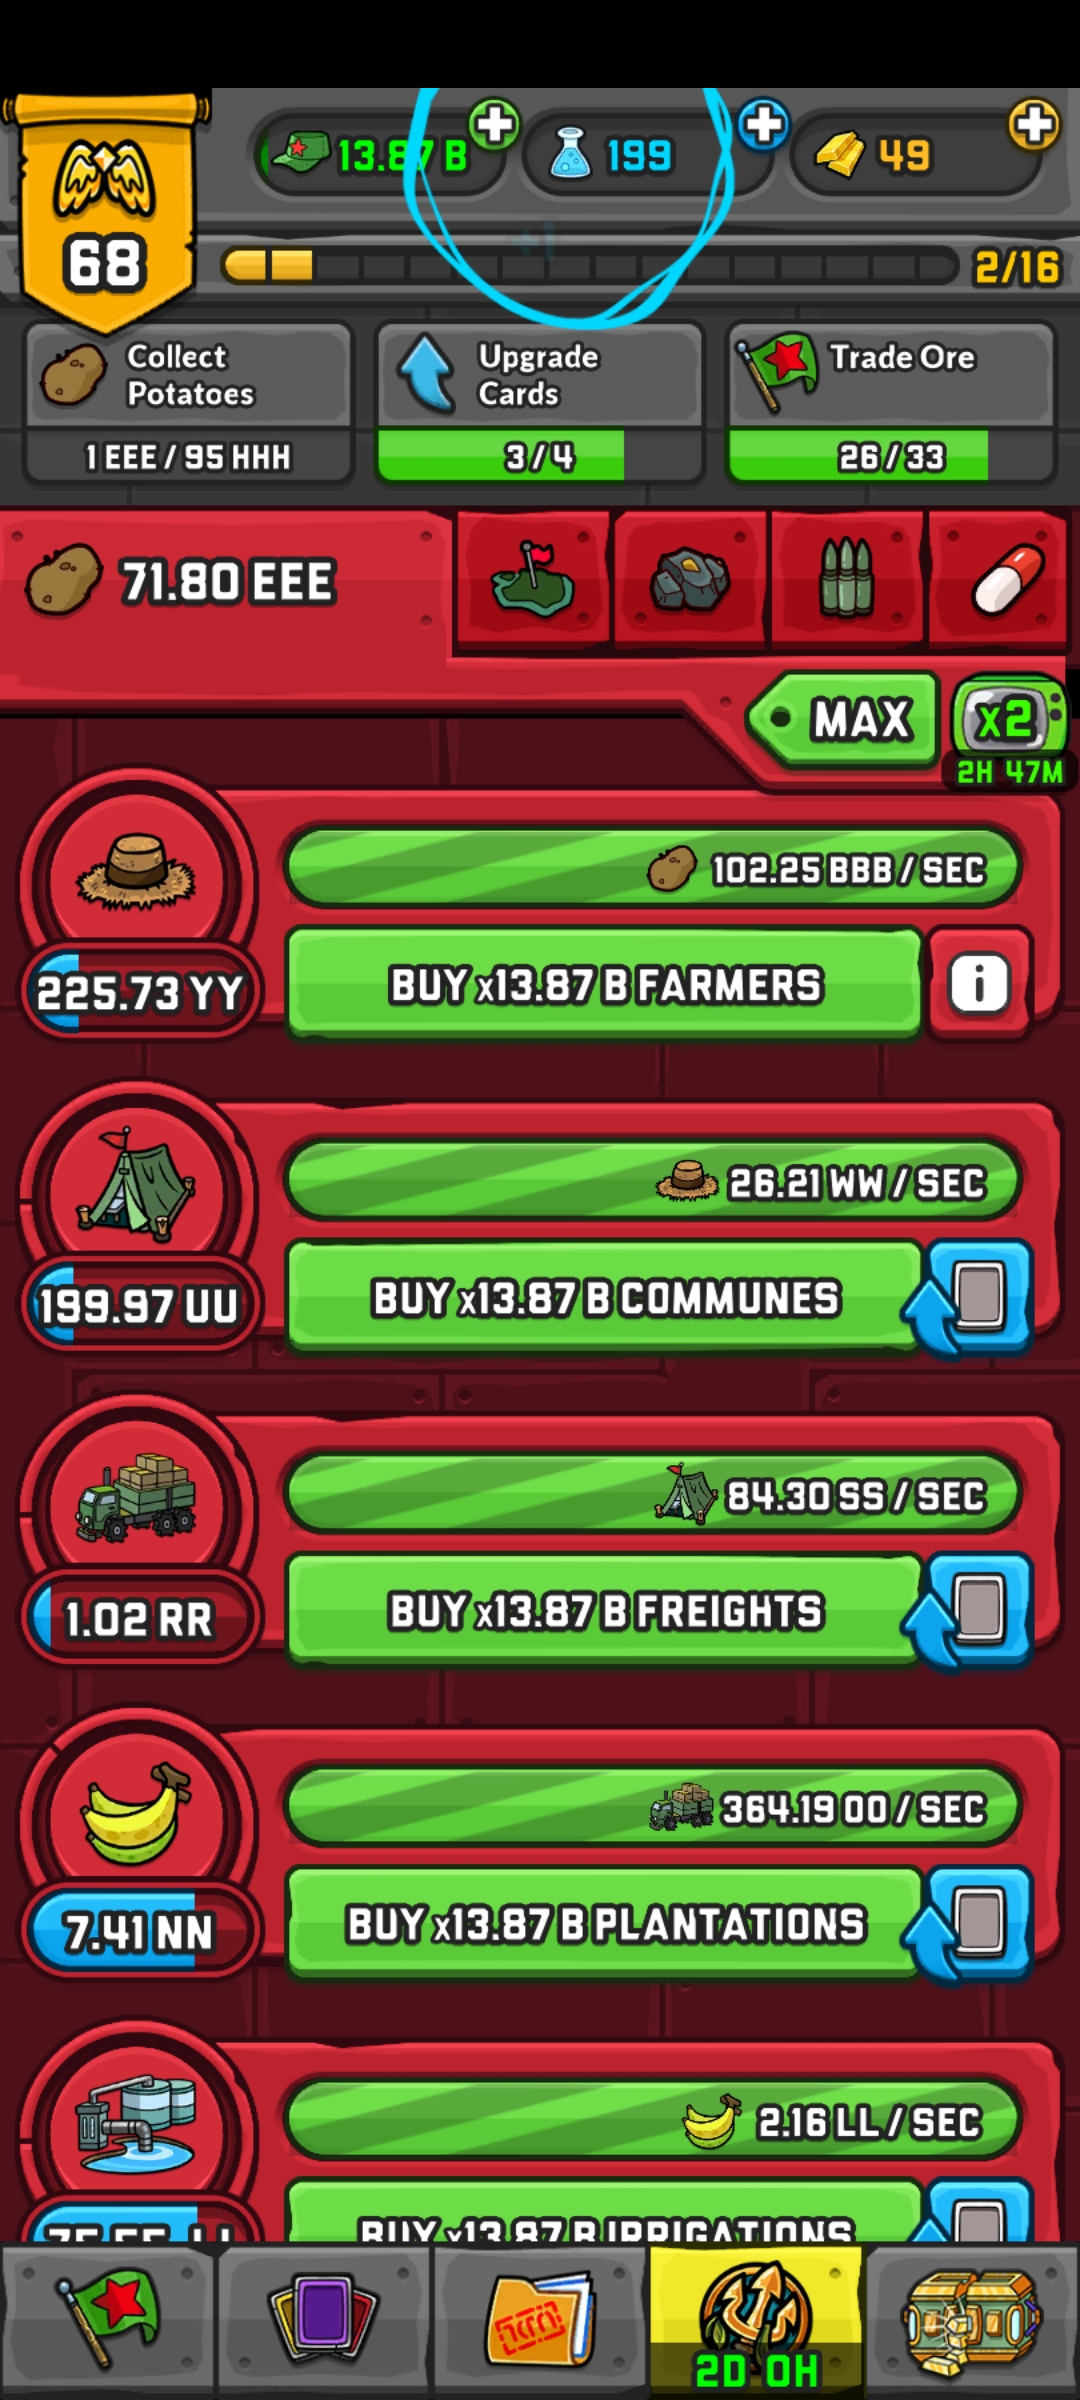 13.87 B
199
49
+1
68
2/16
Collect
Potatoes
Upgrade
Cards
Trade Ore
1 EEE / 95 HHH
3/4
26/33
71.80 EEE
MAX
x2
2H 47M
102.25 BBB / SEC
225.73 YY
BUY x13.87 B FARMERS
i
26.21 WW / SEC
199.97 UU
BUY x13.87 B COMMUNES
84.30 SS / SEC
1.02 RR
BUY x13.87 B FREIGHTS
364.19 OO / SEC
7.41 NN
BUY x13.87 B PLANTATIONS
2.16 LL / SEC
BUY x13.87 B IRRIGATIONS
2D 0H